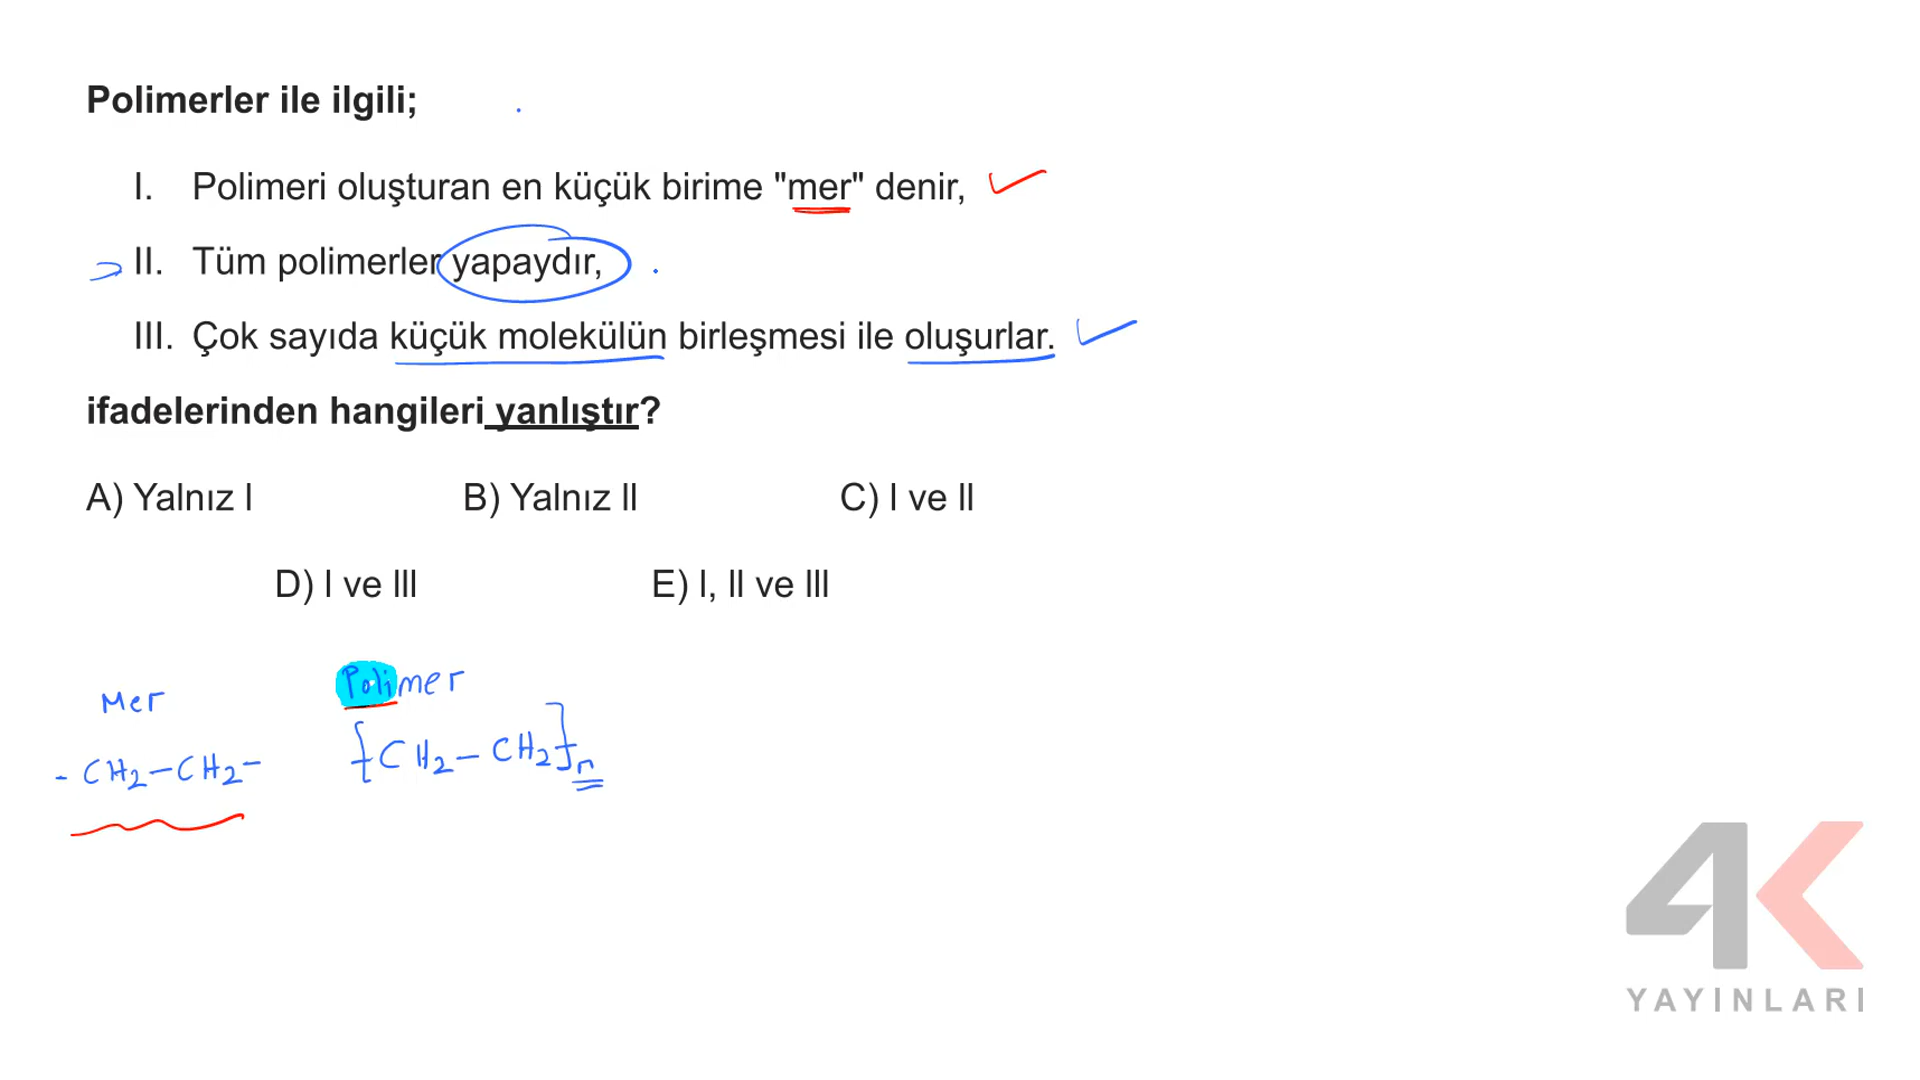 Polimerler ile ilgili;
I. Polimeri oluşturan en küçük birime "mer" denir,
II. Tüm polimerler yapaydır,
III. Çok sayıda küçük molekülün birleşmesi ile oluşurlar.
ifadelerinden hangileri yanlıştır?
A) Yalnız I B) Yalnız II C) I ve II
D) I ve III E) I, II ve III
Mer Polimer
-CH2-CH2- [CH2-CH2]n
4K
YAYINLARI